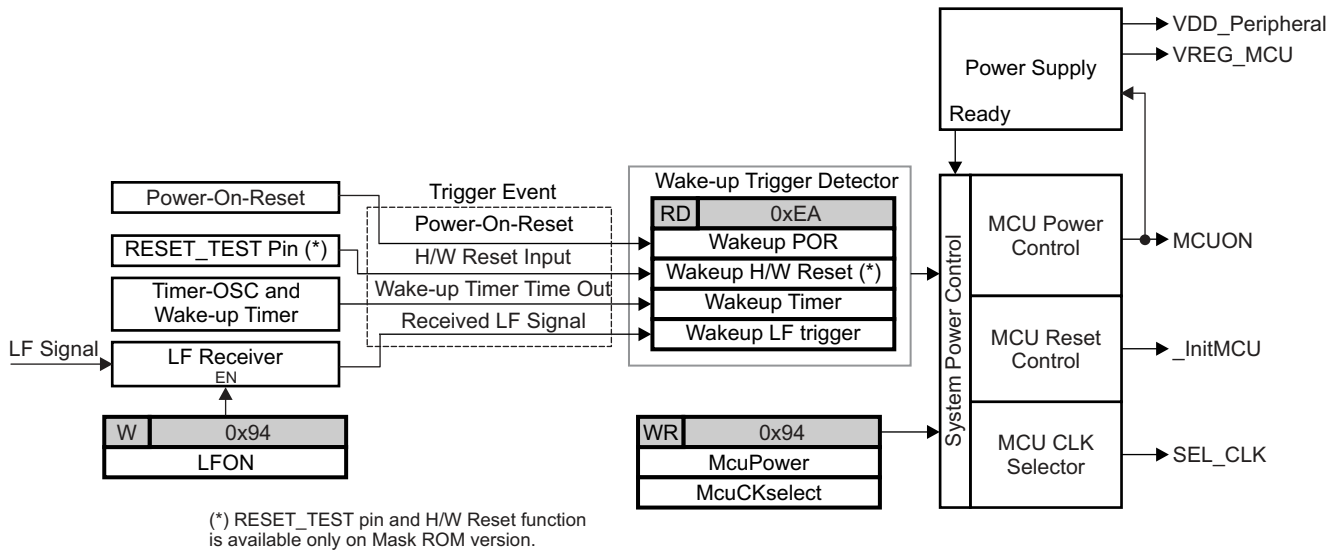 VDD_Peripheral
VREG_MCU
Power Supply
Ready
Power-On-Reset
RESET_TEST Pin (*)
Timer-OSC and
Wake-up Timer
LF Signal
LF Receiver
EN
W 0x94
LFON
Trigger Event
Power-On-Reset
H/W Reset Input
Wake-up Timer Time Out
Received LF Signal
Wake-up Trigger Detector
RD 0xEA
Wakeup POR
Wakeup H/W Reset (*)
Wakeup Timer
Wakeup LF trigger
WR 0x94
McuPower
McuCKselect
System Power Control
MCU Power
Control
MCU Reset
Control
MCU CLK
Selector
MCUON
_InitMCU
SEL_CLK
(*) RESET_TEST pin and H/W Reset function
is available only on Mask ROM version.